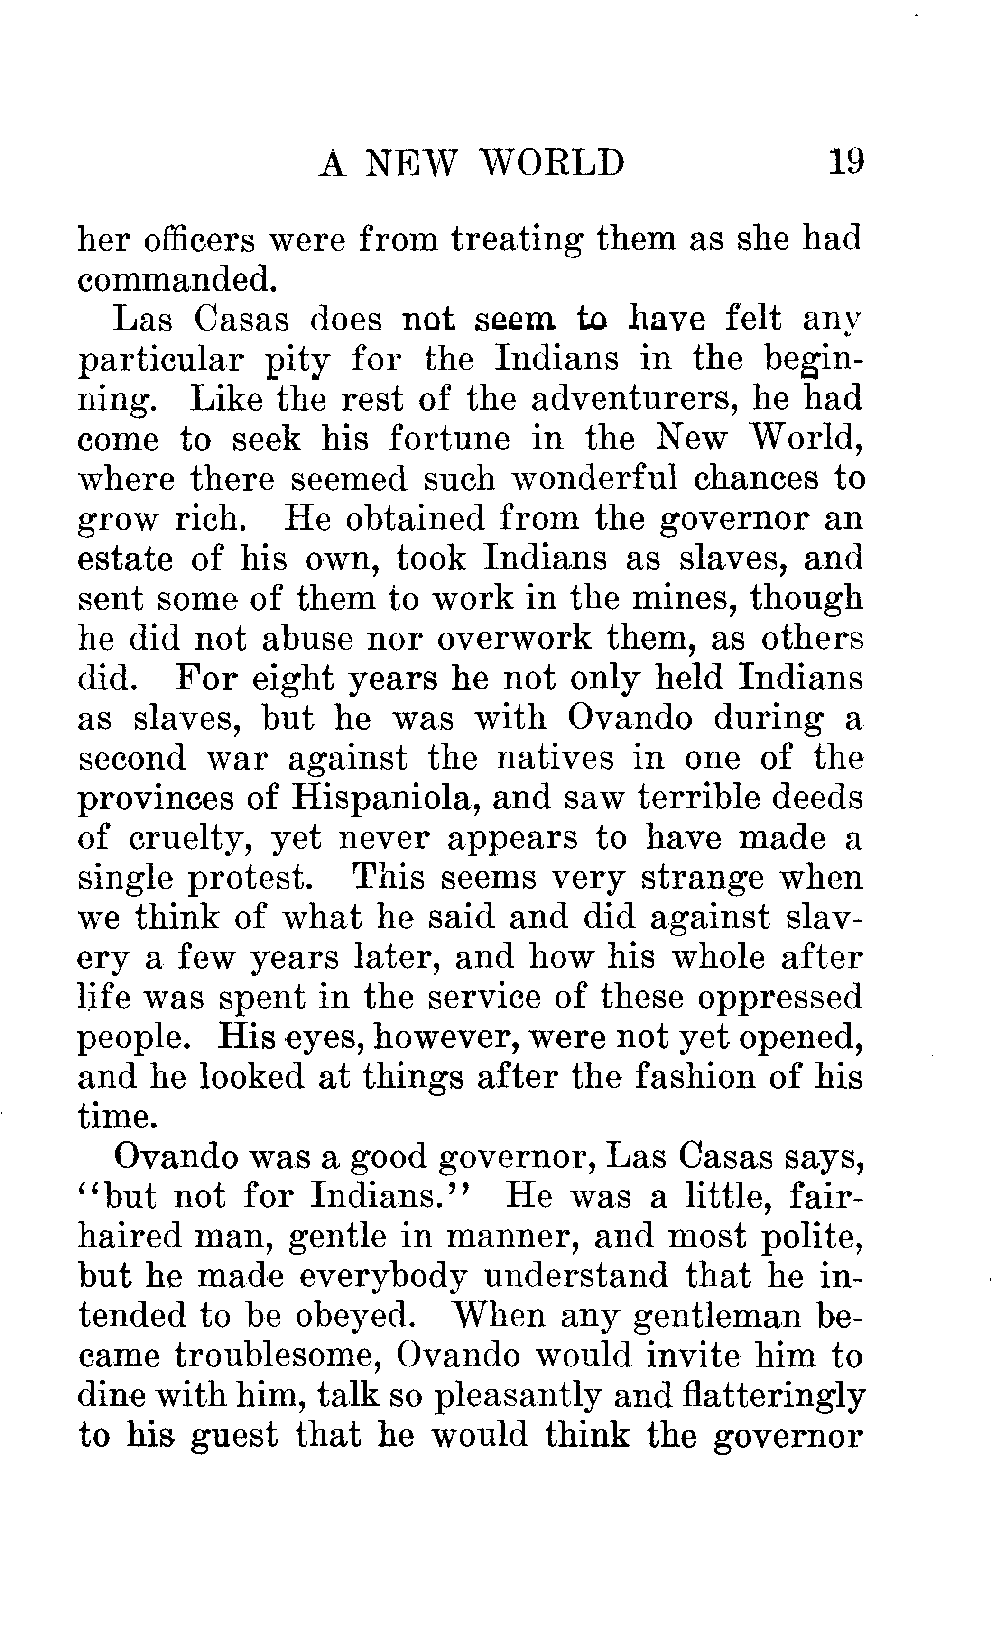 A NEW WORLD 19
her officers were from treating them as she had
commanded.
Las Casas does not seem to have felt any
particular pity for the Indians in the begin-
ning. Like the rest of the adventurers, he had
come to seek his fortune in the New World,
where there seemed such wonderful chances to
grow rich. He obtained from the governor an
estate of his own, took Indians as slaves, and
sent some of them to work in the mines, though
he did not abuse nor overwork them, as others
did. For eight years he not only held Indians
as slaves, but he was with Ovando during a
second war against the natives in one of the
provinces of Hispaniola, and saw terrible deeds
of cruelty, yet never appears to have made a
single protest. This seems very strange when
we think of what he said and did against slav-
ery a few years later, and how his whole after
life was spent in the service of these oppressed
people. His eyes, however, were not yet opened,
and he looked at things after the fashion of his
time.
Ovando was a good governor, Las Casas says,
‘‘but not for Indians.’’ He was a little, fair-
haired man, gentle in manner, and most polite,
but he made everybody understand that he in-
tended to be obeyed. When any gentleman be-
came troublesome, Ovando would invite him to
dine with him, talk so pleasantly and flatteringly
to his guest that he would think the governor